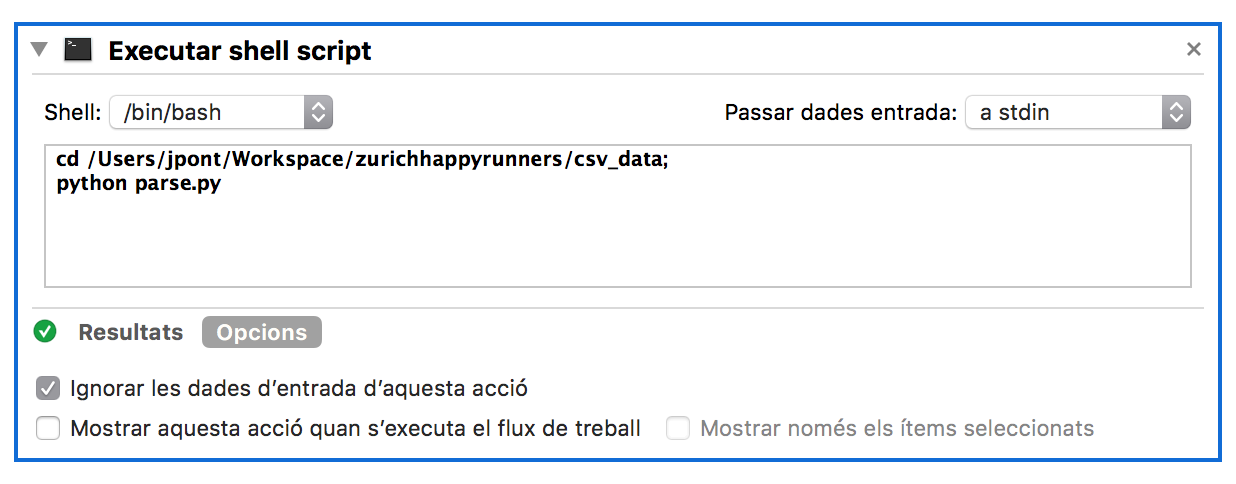 Executar shell script
Shell: /bin/bash Passar dades entrada: a stdin
cd /Users/jpont/Workspace/zurichhappyrunners/csv_data;
python parse.py
Resultats Opcions
Ignorar les dades d’entrada d’aquesta acció
Mostrar aquesta acció quan s’executa el flux de treball Mostrar només els ítems seleccionats